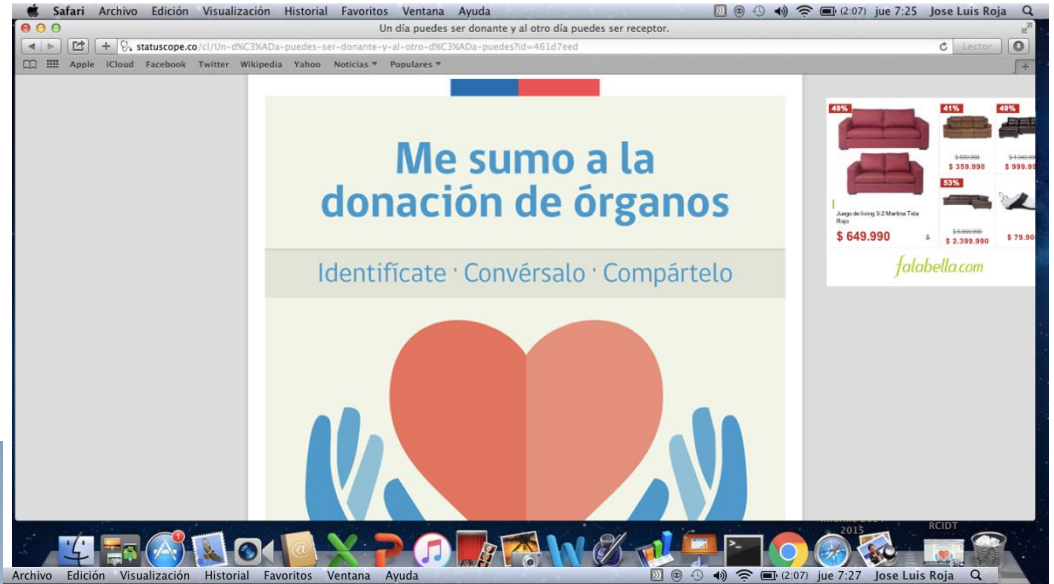 Safari Archivo Edición Visualización Historial Favoritos Ventana Ayuda (2:07) jue 7:25 Jose Luis Roja
Un día puedes ser donante y al otro día puedes ser receptor.
statuscope.co/cl/Un-d%C3%ADa-puedes-ser-donante-y-al-otro-d%C3%ADa-puedes?id=461d7eed
Lector
Apple iCloud Facebook Twitter Wikipedia Yahoo Noticias Populares
Me sumo a la
donación de órganos
Identifícate · Convérsalo · Compártelo
49% 41% 49%
$ 359.990 $ 999.99
53%
Juego de living 3-2 Martina Tela
Rojo
$ 649.990 $ $ 2.399.990 $ 79.90
falabella.com
2015
RCIDT
Archivo Edición Visualización Historial Favoritos Ventana Ayuda (2:07) jue 7:27 Jose Luis Roja